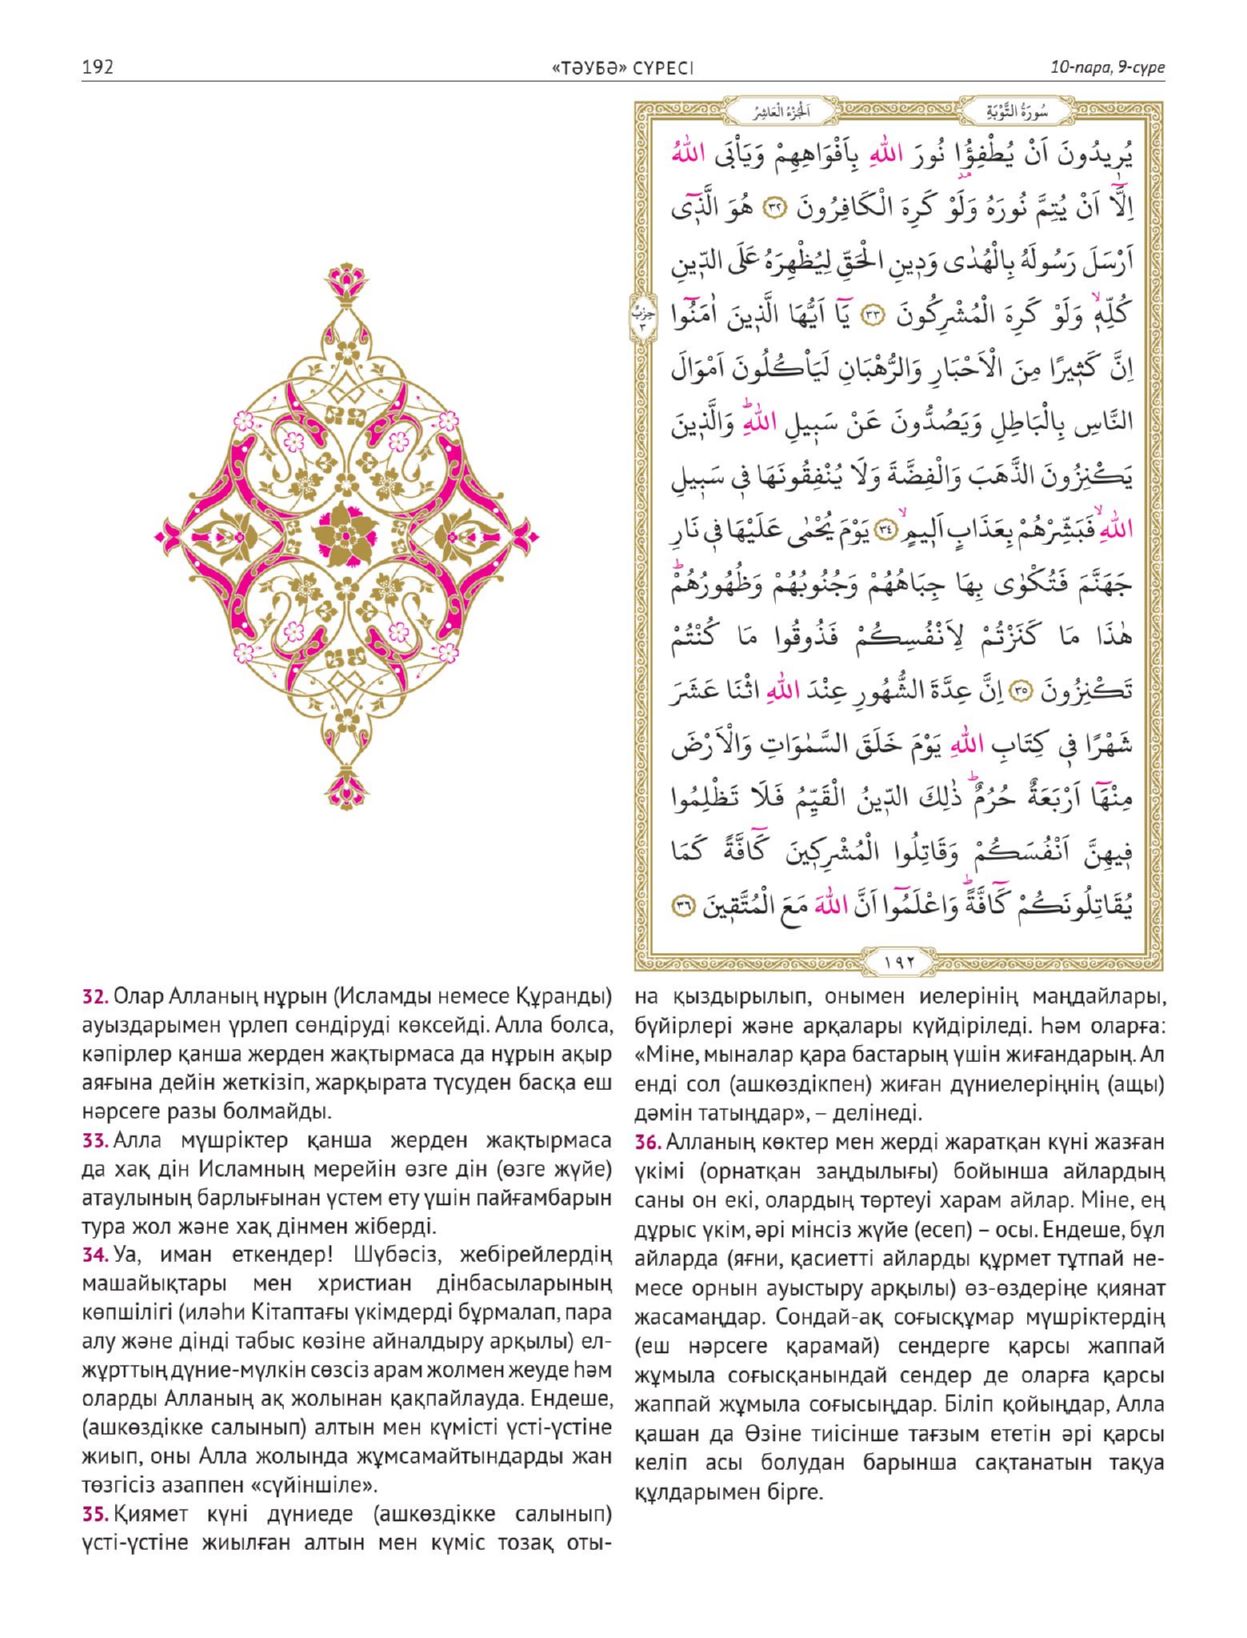 192
«ТӘУБӘ» СҮРЕСІ
10-пара, 9-сүре
اَلْجُزْءُ الْعَاشِرُ
سُورَةُ التَّوْبَةِ
يُر۪يدُونَ اَنْ يُطْفِؤُ۫ا نُورَ اللّٰهِ بِاَفْوَاهِهِمْ وَيَأْبَى اللّٰهُ
اِلَّٓا اَنْ يُتِمَّ نُورَهُ وَلَوْ كَرِهَ الْكَافِرُونَ ﴿٣٢﴾ هُوَ الَّذ۪ٓي
اَرْسَلَ رَسُولَهُ بِالْهُدٰى وَد۪ينِ الْحَقِّ لِيُظْهِرَهُ عَلَى الدّ۪ينِ
كُلِّه۪ۙ وَلَوْ كَرِهَ الْمُشْرِكُونَ ﴿٣٣﴾ يَٓا اَيُّهَا الَّذ۪ينَ اٰمَنُٓوا
حِزْبٌ
٣
اِنَّ كَث۪يرًا مِنَ الْاَحْبَارِ وَالرُّهْبَانِ لَيَأْكُلُونَ اَمْوَالَ
النَّاسِ بِالْبَاطِلِ وَيَصُدُّونَ عَنْ سَب۪يلِ اللّٰهِۜ وَالَّذ۪ينَ
يَكْنِزُونَ الذَّهَبَ وَالْفِضَّةَ وَلَا يُنْفِقُونَهَا ف۪ي سَب۪يلِ
اللّٰهِۙ فَبَشِّرْهُمْ بِعَذَابٍ اَل۪يمٍۙ ﴿٣٤﴾ يَوْمَ يُحْمٰى عَلَيْهَا ف۪ي نَارِ
جَهَنَّمَ فَتُكْوٰى بِهَا جِبَاهُهُمْ وَجُنُوبُهُمْ وَظُهُورُهُمْۜ
هٰذَا مَا كَنَزْتُمْ لِاَنْفُسِكُمْ فَذُوقُوا مَا كُنْتُمْ
تَكْنِزُونَ ﴿٣٥﴾ اِنَّ عِدَّةَ الشُّهُورِ عِنْدَ اللّٰهِ اثْنَا عَشَرَ
شَهْرًا ف۪ي كِتَابِ اللّٰهِ يَوْمَ خَلَقَ السَّمٰوَاتِ وَالْاَرْضَ
مِنْهَٓا اَرْبَعَةٌ حُرُمٌۜ ذٰلِكَ الدّ۪ينُ الْقَيِّمُ فَلَا تَظْلِمُوا
ف۪يهِنَّ اَنْفُسَكُمْ وَقَاتِلُوا الْمُشْرِك۪ينَ كَٓافَّةً كَمَا
يُقَاتِلُونَكُمْ كَٓافَّةًۜ وَاعْلَمُٓوا اَنَّ اللّٰهَ مَعَ الْمُتَّق۪ينَ ﴿٣٦﴾
١٩٢
32. Олар Алланың нұрын (Исламды немесе Құранды)
ауыздарымен үрлеп сөндіруді көксейді. Алла болса,
кәпірлер қанша жерден жақтырмаса да нұрын ақыр
аяғына дейін жеткізіп, жарқырата түсуден басқа еш
нәрсеге разы болмайды.
33. Алла мүшріктер қанша жерден жақтырмаса
да хақ дін Исламның мерейін өзге дін (өзге жүйе)
атаулының барлығынан үстем ету үшін пайғамбарын
тура жол және хақ дінмен жіберді.
34. Уа, иман еткендер! Шүбәсіз, жебірейлердің
машайықтары мен христиан дінбасыларының
көпшілігі (иләһи Кітаптағы үкімдерді бұрмалап, пара
алу және дінді табыс көзіне айналдыру арқылы) ел-
жұрттың дүние-мүлкін сөзсіз арам жолмен жеуде һәм
оларды Алланың ақ жолынан қақпайлауда. Ендеше,
(ашкөздікке салынып) алтын мен күмісті үсті-үстіне
жиып, оны Алла жолында жұмсамайтындарды жан
төзгісіз азаппен «сүйіншіле».
35. Қиямет күні дүниеде (ашкөздікке салынып)
үсті-үстіне жиылған алтын мен күміс тозақ оты-
на қыздырылып, онымен иелерінің маңдайлары,
бүйірлері және арқалары күйдіріледі. Һәм оларға:
«Міне, мыналар қара бастарың үшін жиғандарың. Ал
енді сол (ашкөздікпен) жиған дүниелеріңнің (ащы)
дәмін татыңдар», – делінеді.
36. Алланың көктер мен жерді жаратқан күні жазған
үкімі (орнатқан заңдылығы) бойынша айлардың
саны он екі, олардың төртеуі харам айлар. Міне, ең
дұрыс үкім, әрі мінсіз жүйе (есеп) – осы. Ендеше, бұл
айларда (яғни, қасиетті айларды құрмет тұтпай не-
месе орнын ауыстыру арқылы) өз-өздеріңе қиянат
жасамаңдар. Сондай-ақ соғысқұмар мүшріктердің
(еш нәрсеге қарамай) сендерге қарсы жаппай
жұмыла соғысқанындай сендер де оларға қарсы
жаппай жұмыла соғысыңдар. Біліп қойыңдар, Алла
қашан да Өзіне тиісінше тағзым ететін әрі қарсы
келіп асы болудан барынша сақтанатын тақуа
құлдарымен бірге.